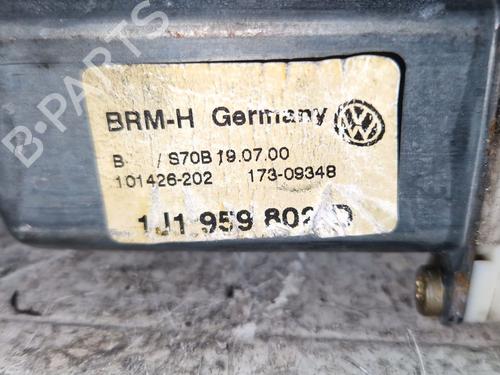 B-PARTS
BRM-H Germany
B / S70B 19.07.00
101426-202 173-09348
1J1 959 802 D